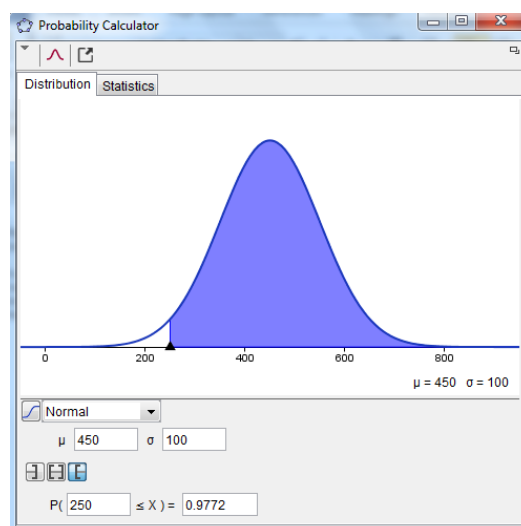 Probability Calculator
Distribution Statistics
0 200 400 600 800
μ = 450 σ = 100
Normal
μ 450 σ 100
P( 250 ≤ X ) = 0.9772